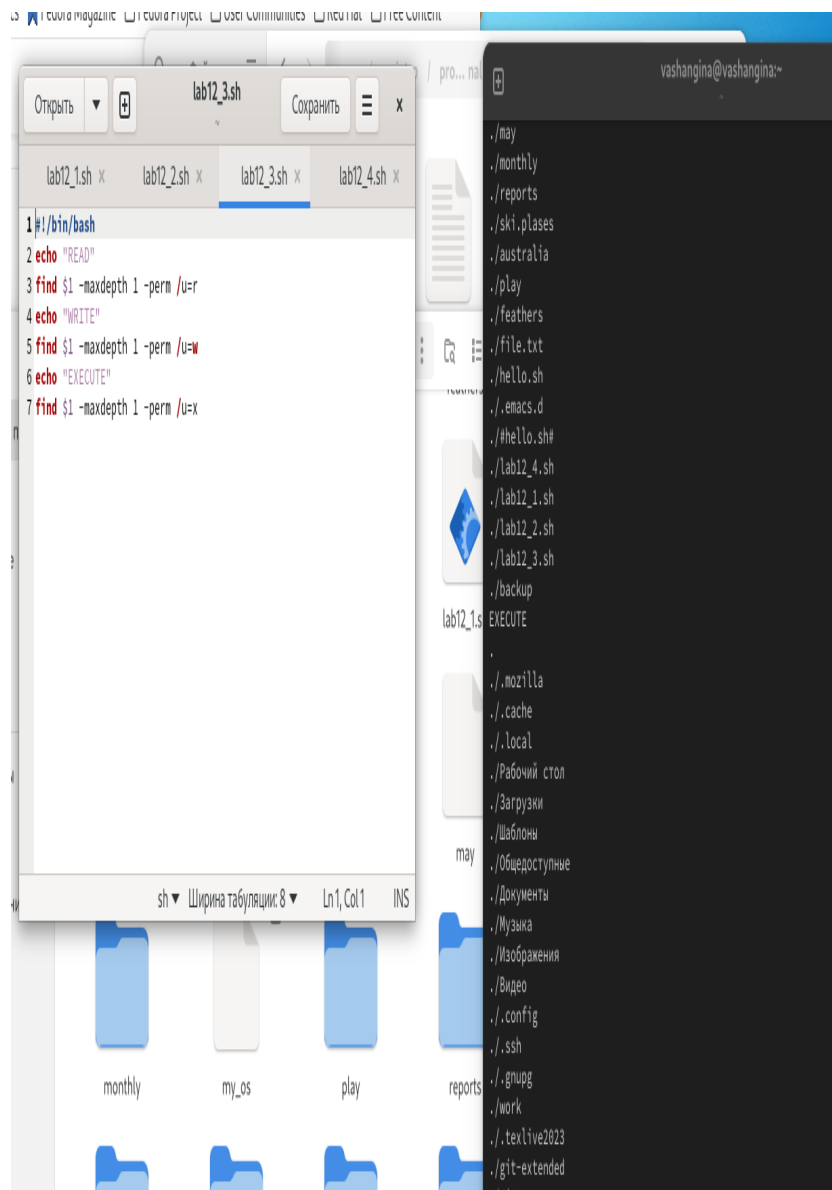 Fedora Magazine Fedora Project User Communities Red Hat Free Content
pro... nal
Открыть lab12_3.sh Сохранить
~
lab12_1.sh × lab12_2.sh × lab12_3.sh × lab12_4.sh ×
1 #!/bin/bash
2 echo "READ"
3 find $1 -maxdepth 1 -perm /u=r
4 echo "WRITE"
5 find $1 -maxdepth 1 -perm /u=w
6 echo "EXECUTE"
7 find $1 -maxdepth 1 -perm /u=x
sh Ширина табуляции: 8 Ln 1, Col 1 INS
lab12_1.s
may
monthly my_os play reports
vashangina@vashangina:~
./may
./monthly
./reports
./ski.plases
./australia
./play
./feathers
./file.txt
./hello.sh
./.emacs.d
./#hello.sh#
./lab12_4.sh
./lab12_1.sh
./lab12_2.sh
./lab12_3.sh
./backup
EXECUTE
.
./.mozilla
./.cache
./.local
./Рабочий стол
./Загрузки
./Шаблоны
./Общедоступные
./Документы
./Музыка
./Изображения
./Видео
./.config
./.ssh
./.gnupg
./work
./.texlive2023
./git-extended